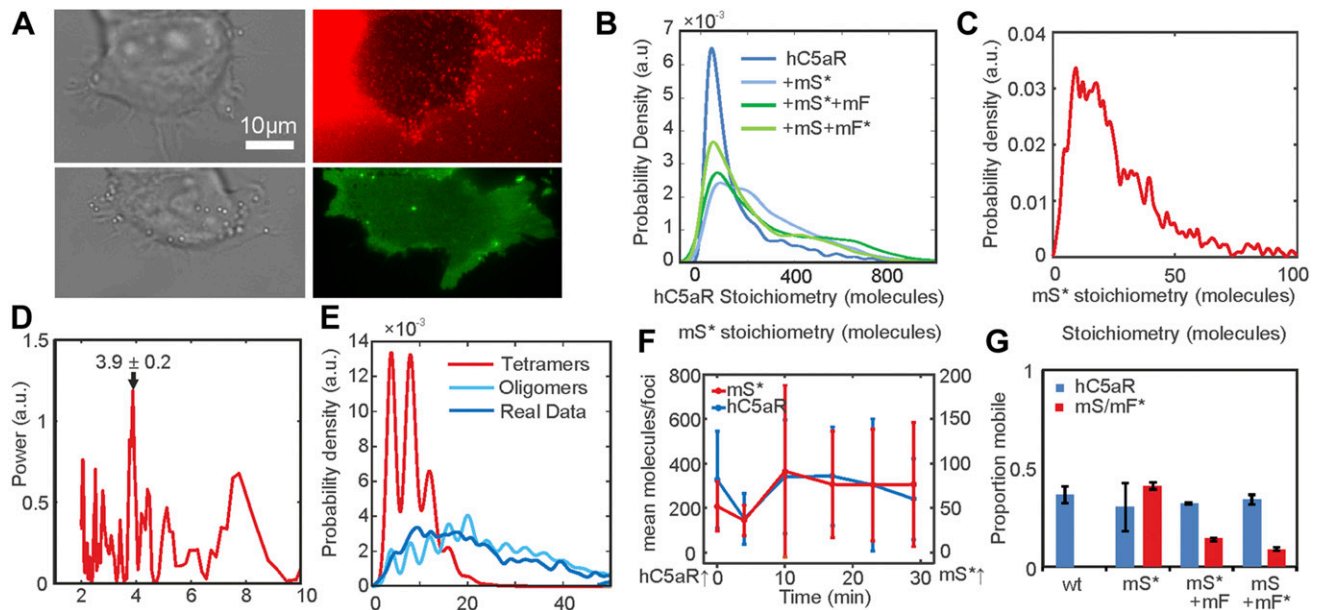 A
10µm
B
×10⁻³
7
6
5
4
3
2
1
0
Probability Density (a.u)
hC5aR
+mS*
+mS*+mF
+mS+mF*
0
400
800
hC5aR Stoichiometry (molecules)
C
0.04
0.03
0.02
0.01
0
Probability density (a.u.)
0
50
100
mS* stoichiometry (molecules)
D
1.5
1
0.5
0
Power (a.u.)
3.9 ± 0.2
2
4
6
8
10
mS* stoichiometry (molecules)
E
×10⁻³
14
12
10
8
6
4
2
0
Probability density (a.u.)
Tetramers
Oligomers
Real Data
0
20
40
Stoichiometry (molecules)
F
800
600
400
200
0
mean molecules/foci
mS*
hC5aR
200
150
100
50
0
hC5aR↑
mS*↑
0
10
20
30
Time (min)
G
1
0.5
0
Proportion mobile
hC5aR
mS/mF*
wt
mS*
mS*
+mF
mS
+mF*